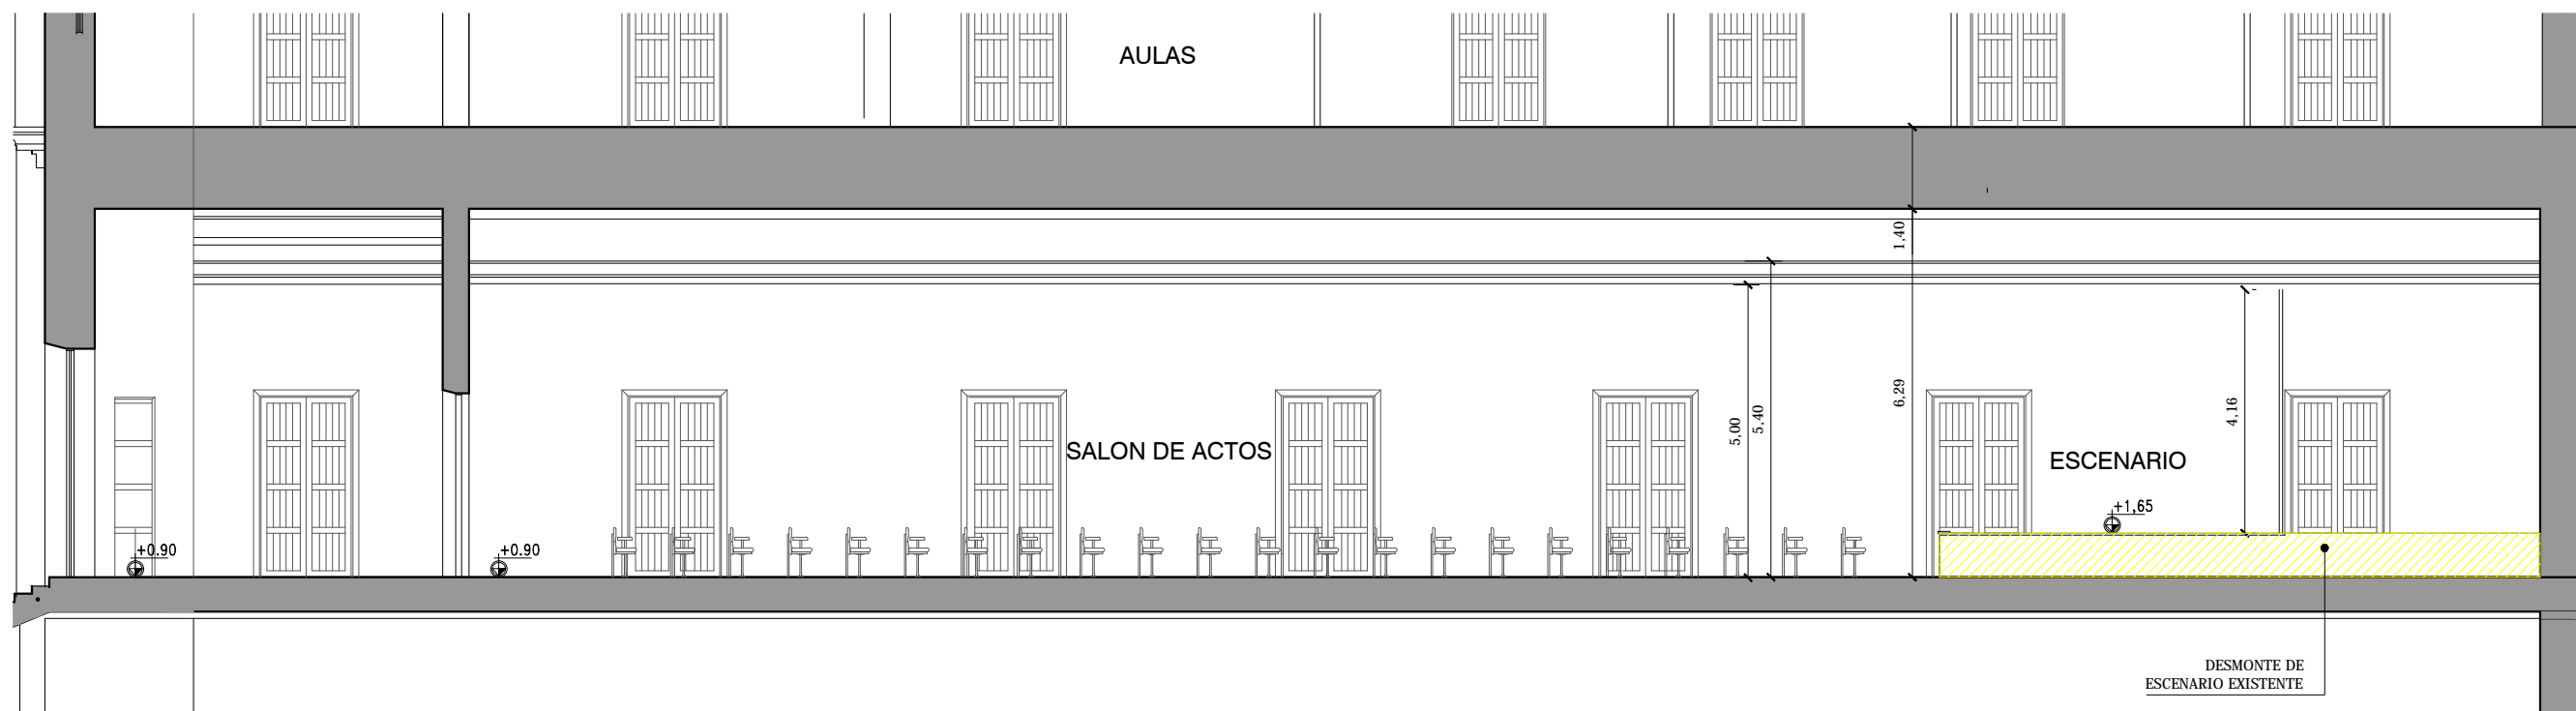 AULAS
1,40
6,29
5,40
5,00
4,16
SALON DE ACTOS
ESCENARIO
+1,65
+0.90
+0.90
DESMONTE DE
ESCENARIO EXISTENTE